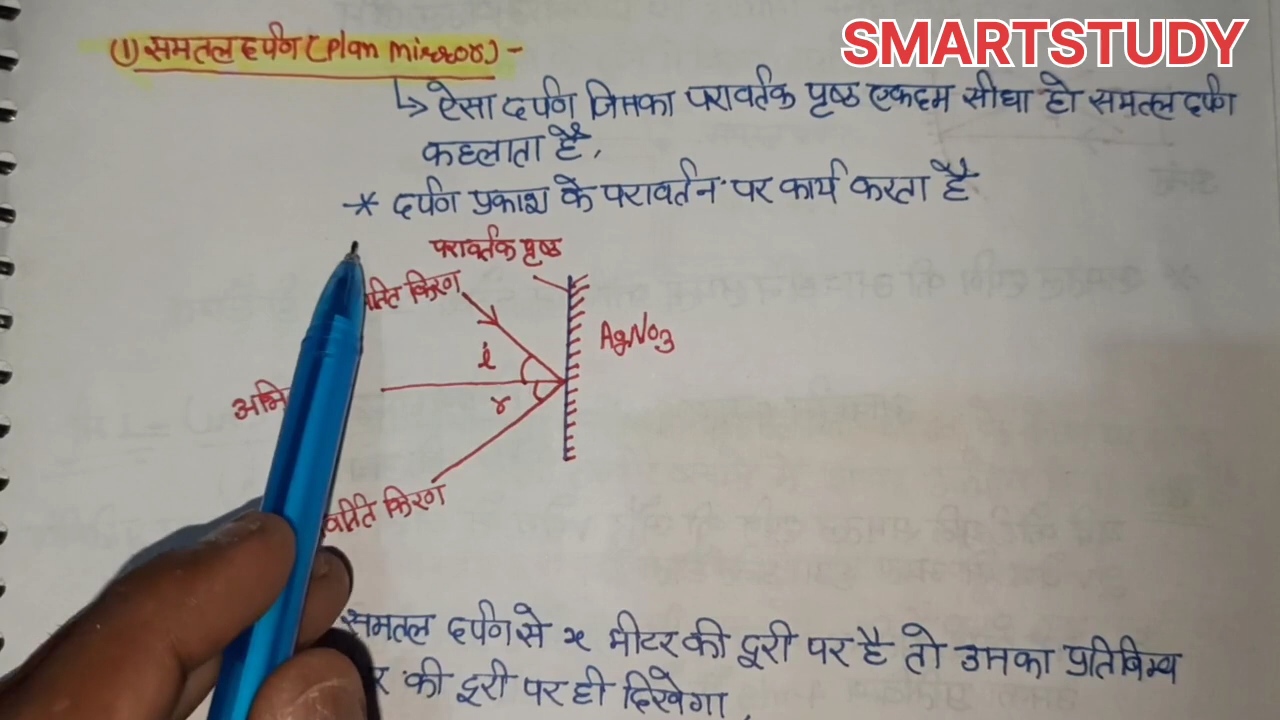 SMARTSTUDY
(1) समतल दर्पण (plan mirror) -
↳ ऐसा दर्पण जिसका परावर्तक पृष्ठ एकदम सीधा हो समतल दर्पण
कहलाता है,
* दर्पण प्रकाश के परावर्तन पर कार्य करता है
परावर्तक पृष्ठ
किरण
AgNo3
i
r
किरण
समतल दर्पण से x मीटर की दूरी पर है तो उसका प्रतिबिम्ब
की दूरी पर ही दिखेगा,